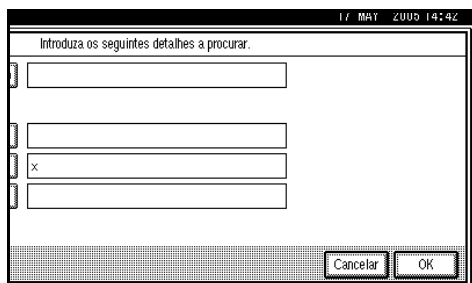 17 MAY 2005 14:42
Introduza os seguintes detalhes a procurar.
x
Cancelar OK